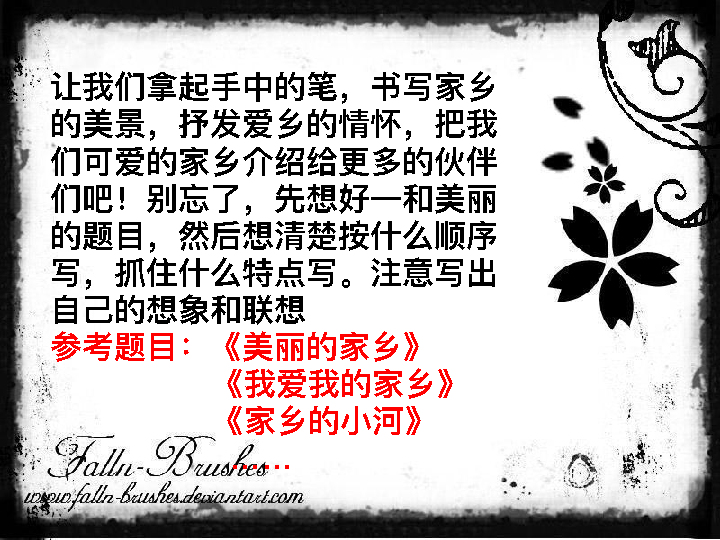 让我们拿起手中的笔，书写家乡
的美景，抒发爱乡的情怀，把我
们可爱的家乡介绍给更多的伙伴
们吧！别忘了，先想好一和美丽
的题目，然后想清楚按什么顺序
写，抓住什么特点写。注意写出
自己的想象和联想
参考题目：《美丽的家乡》
《我爱我的家乡》
《家乡的小河》
……
Falln-Brushes
www.falln-brushes.deviantart.com